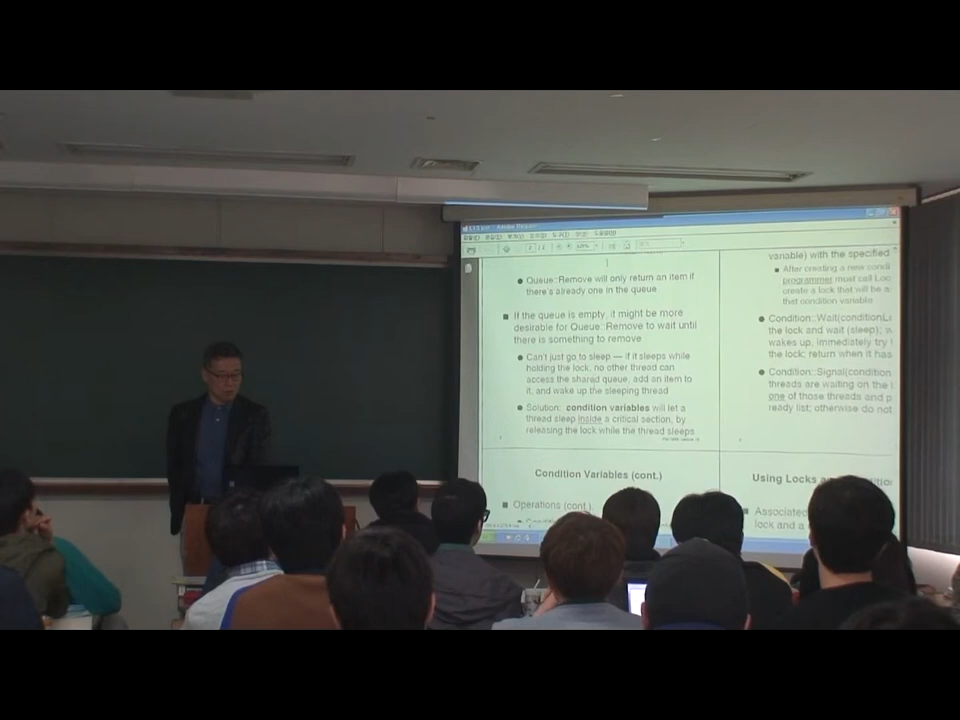 Queue::Remove will only return an item if
there's already one in the queue
If the queue is empty, it might be more
desirable for Queue::Remove to wait until
there is something to remove
Can't just go to sleep — if it sleeps while
holding the lock, no other thread can
access the shared queue, add an item to
it, and wake up the sleeping thread
Solution: condition variables will let a
thread sleep inside a critical section, by
releasing the lock while the thread sleeps
Condition Variables (cont.)
Operations (cont.)
variable) with the specified
After creating a new condi
programmer must call Loc
create a lock that will be a
that condition variable
Condition::Wait(conditionL
the lock and wait (sleep); w
wakes up, immediately try
the lock; return when it has
Condition::Signal(condition
threads are waiting on the l
one of those threads and p
ready list; otherwise do not
Using Locks
Associated
lock and a